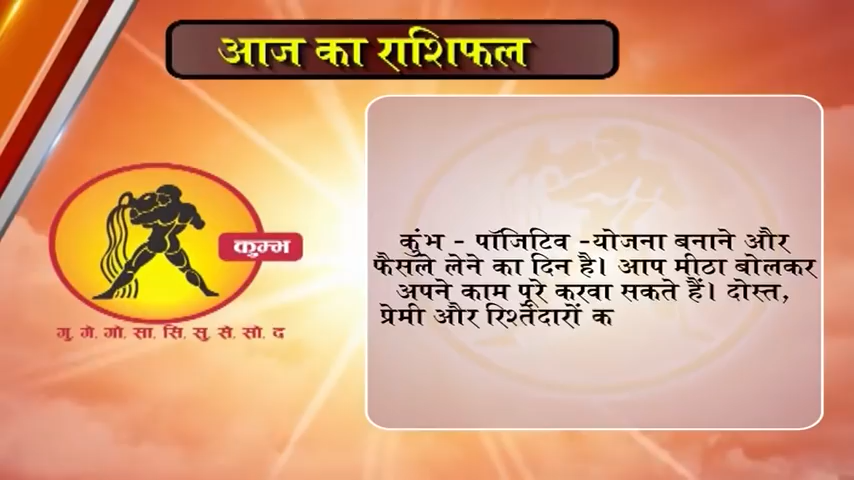 आज का राशिफल
कुंभ - पॉजिटिव -योजना बनाने और
फैसले लेने का दिन है। आप मीठा बोलकर
अपने काम पूरे करवा सकते हैं। दोस्त,
प्रेमी और रिश्तेदारों क
कुम्भ
गु, गे, गो, सा, सि, सु, से, सो, द